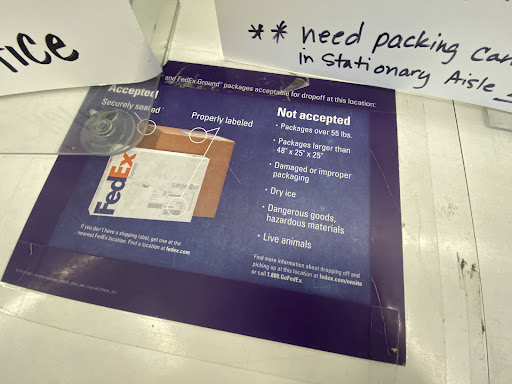 ** need packing
in Stationary Aisle
and FedEx Ground® packages acceptable for dropoff at this location:
Accepted
Securely sealed
Properly labeled
FedEx
If you don't have a shipping label, get one at the
nearest FedEx location. Find a location at fedex.com.
Not accepted
• Packages over 55 lbs.
• Packages larger than
48" x 25" x 25"
• Damaged or improper
packaging
• Dry ice
• Dangerous goods,
hazardous materials
• Live animals
Find more information about dropping off and
picking up at this location at fedex.com/onsite
or call 1.800.GoFedEx.